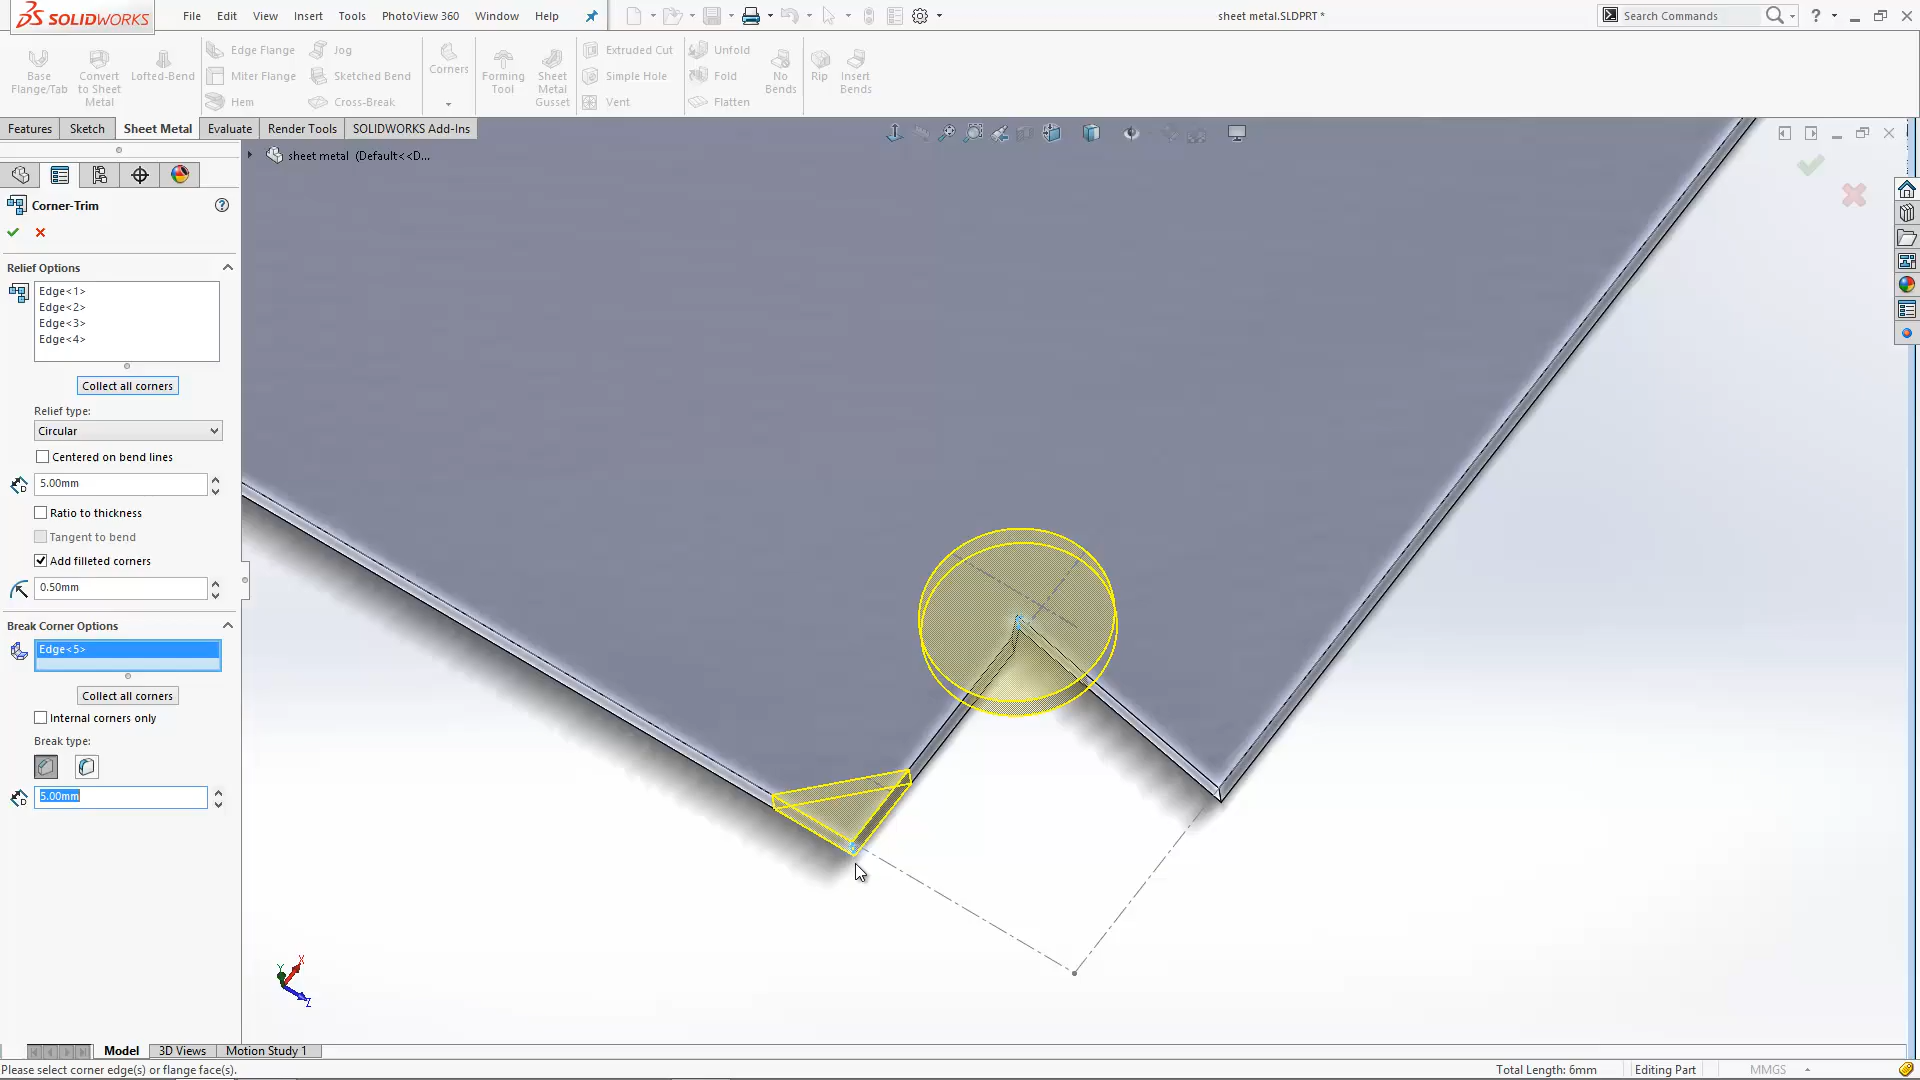 SOLIDWORKS File Edit View Insert Tools PhotoView 360 Window Help sheet metal.SLDPRT * Search Commands ?
Base Flange/Tab
Convert to Sheet Metal
Lofted-Bend
Edge Flange
Miter Flange
Hem
Jog
Sketched Bend
Cross-Break
Corners
Forming Tool
Sheet Metal Gusset
Extruded Cut
Simple Hole
Vent
Unfold
Fold
Flatten
No Bends
Rip
Insert Bends
Features Sketch Sheet Metal Evaluate Render Tools SOLIDWORKS Add-Ins
sheet metal (Default<<D...
Corner-Trim
?
Relief Options
Edge<1>
Edge<2>
Edge<3>
Edge<4>
Collect all corners
Relief type:
Circular
Centered on bend lines
5.00mm
Ratio to thickness
Tangent to bend
Add filleted corners
0.50mm
Break Corner Options
Edge<5>
Collect all corners
Internal corners only
Break type:
5.00mm
Y X
Z
Model 3D Views Motion Study 1
Please select corner edge(s) or flange face(s). Total Length: 6mm Editing Part MMGS